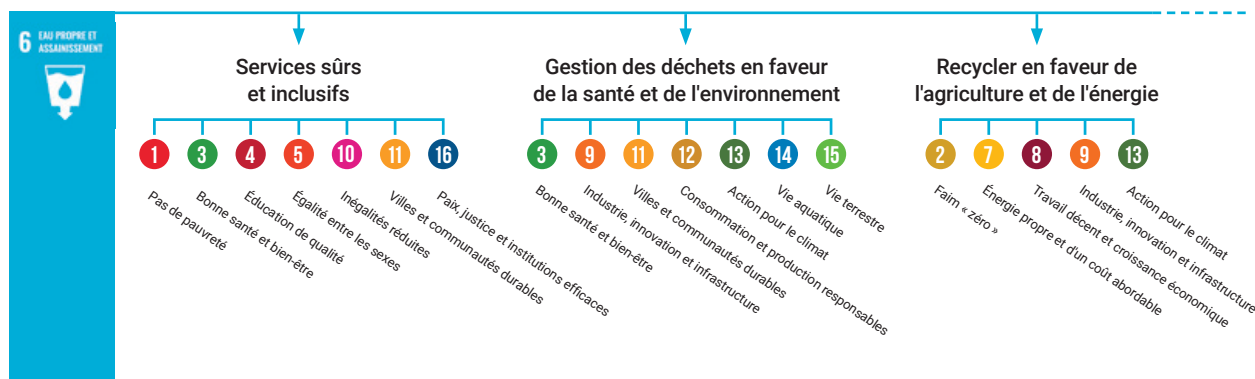 6 EAU PROPRE ET
ASSAINISSEMENT
Services sûrs
et inclusifs
1
3
4
5
10
11
16
Pas de pauvreté
Bonne santé et bien-être
Éducation de qualité
Égalité entre les sexes
Inégalités réduites
Villes et communautés durables
Paix, justice et institutions efficaces
Gestion des déchets en faveur
de la santé et de l'environnement
3
9
11
12
13
14
15
Bonne santé et bien-être
Industrie, innovation et infrastructure
Villes et communautés durables
Consommation et production responsables
Action pour le climat
Vie aquatique
Vie terrestre
Recycler en faveur de
l'agriculture et de l'énergie
2
7
8
9
13
Faim « zéro »
Énergie propre et d'un coût abordable
Travail décent et croissance économique
Industrie, innovation et infrastructure
Action pour le climat